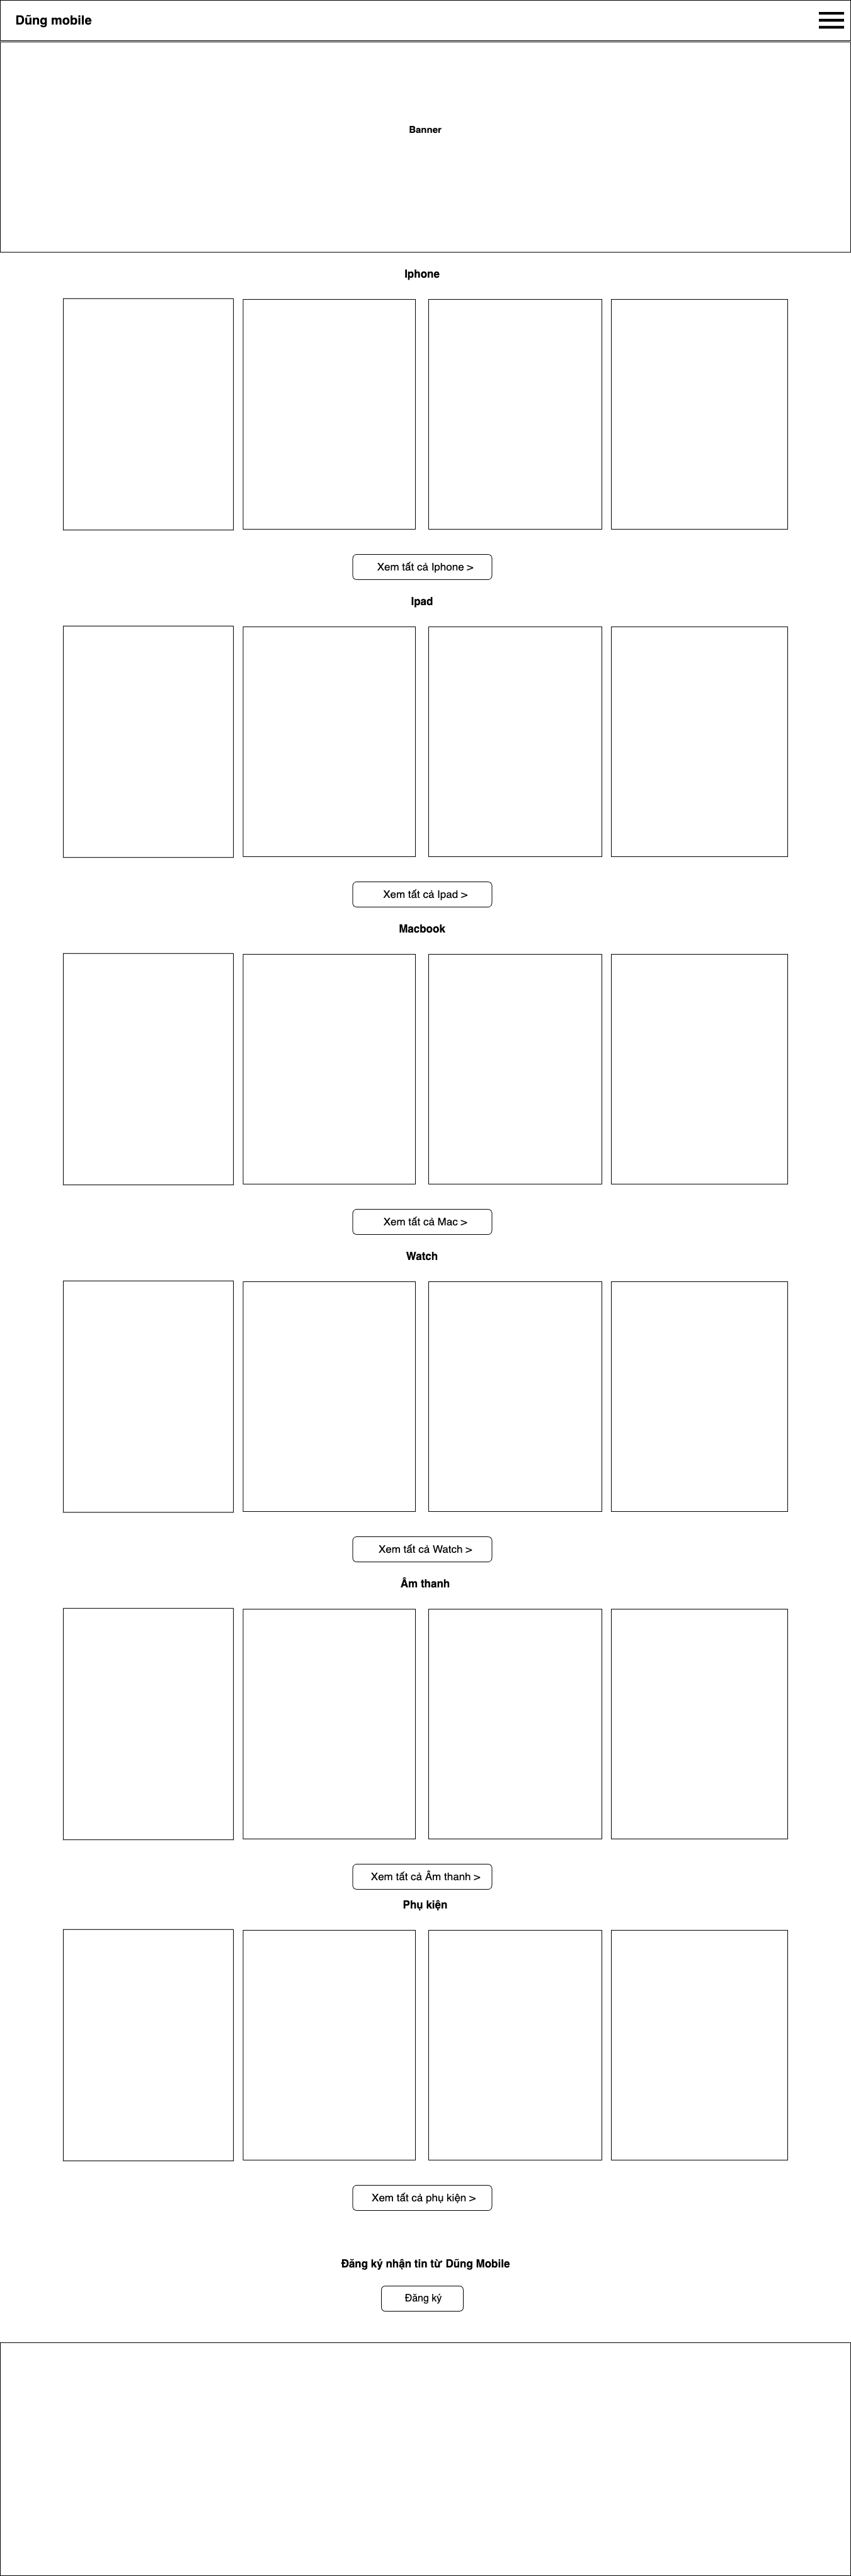 Dũng mobile
Banner
Iphone
Xem tất cả Iphone >
Ipad
Xem tất cả Ipad >
Macbook
Xem tất cả Mac >
Watch
Xem tất cả Watch >
Âm thanh
Xem tất cả Âm thanh >
Phụ kiện
Xem tất cả phụ kiện >
Đăng ký nhận tin từ Dũng Mobile
Đăng ký